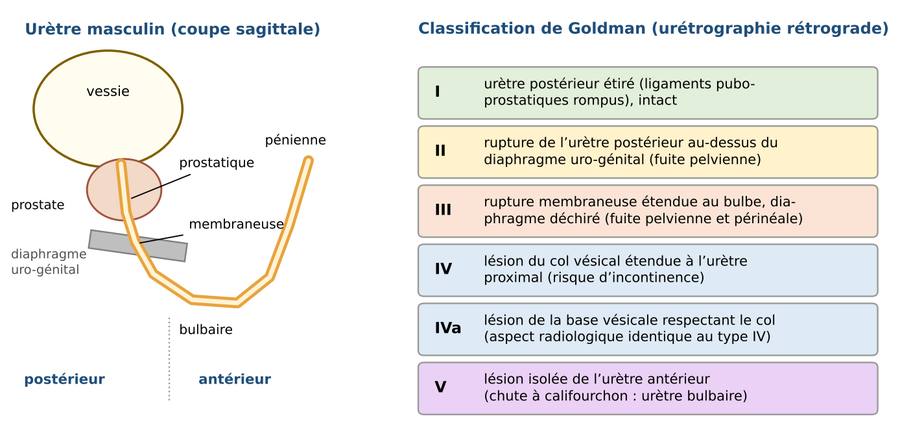 Urètre masculin (coupe sagittale)
vessie
pénienne
prostatique
prostate
membraneuse
diaphragme
uro-génital
bulbaire
postérieur
antérieur
Classification de Goldman (urétrographie rétrograde)
I
urètre postérieur étiré (ligaments pubo-
prostatiques rompus), intact
II
rupture de l’urètre postérieur au-dessus du
diaphragme uro-génital (fuite pelvienne)
III
rupture membraneuse étendue au bulbe, dia-
phragme déchiré (fuite pelvienne et périnéale)
IV
lésion du col vésical étendue à l’urètre
proximal (risque d’incontinence)
IVa
lésion de la base vésicale respectant le col
(aspect radiologique identique au type IV)
V
lésion isolée de l’urètre antérieur
(chute à califourchon : urètre bulbaire)